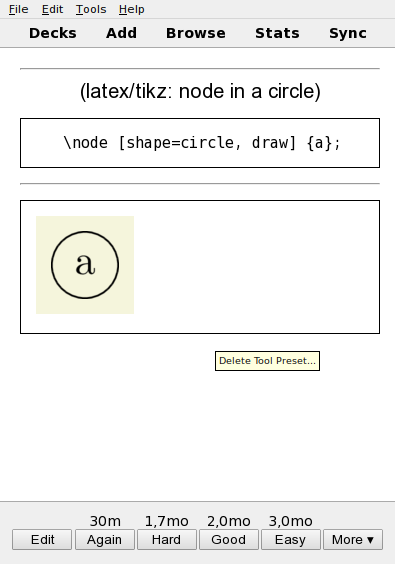 File Edit Tools Help
Decks Add Browse Stats Sync
(latex/tikz: node in a circle)
\node [shape=circle, draw] {a};
a
Delete Tool Preset...
30m 1,7mo 2,0mo 3,0mo
Edit Again Hard Good Easy More ▾